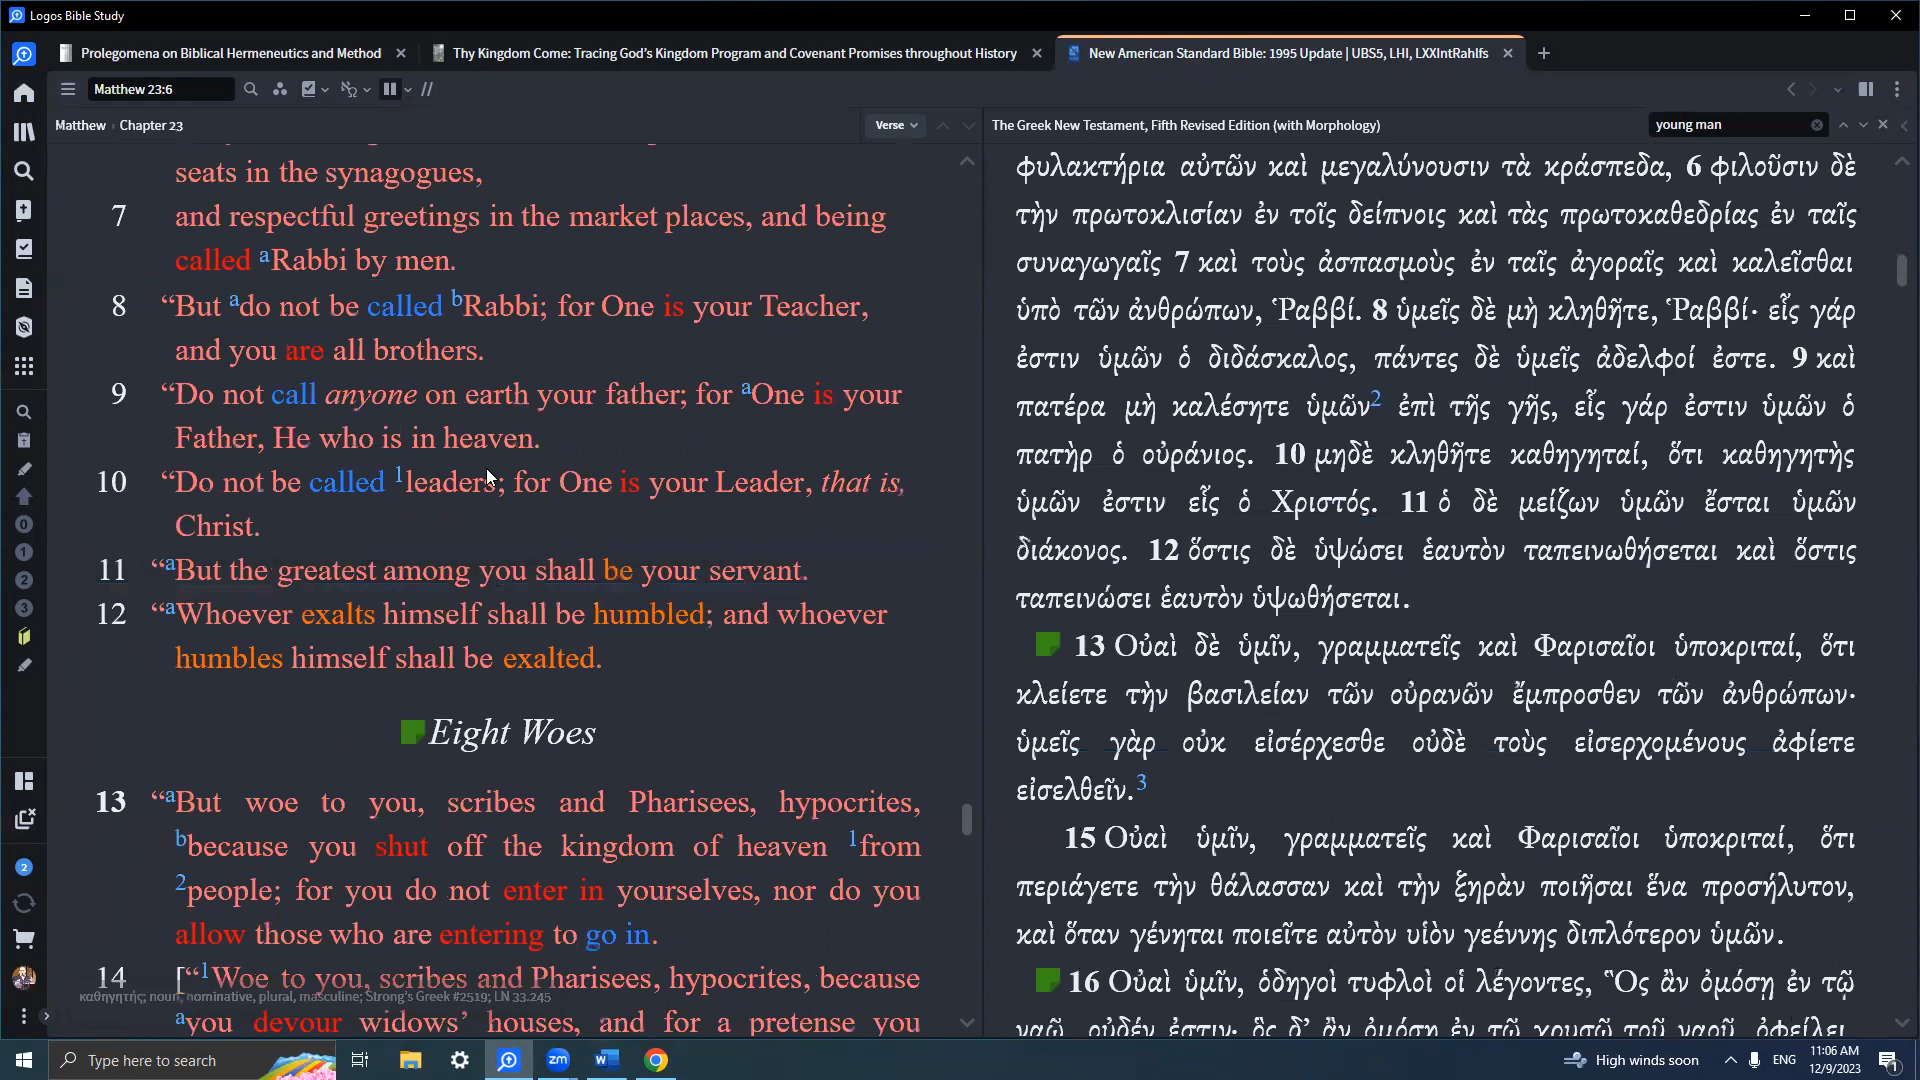 Logos Bible Study
Prolegomena on Biblical Hermeneutics and Method
Thy Kingdom Come: Tracing God's Kingdom Program and Covenant Promises throughout History
New American Standard Bible: 1995 Update | UBS5, LHI, LXXIntRahlfs
Matthew 23:6
Matthew › Chapter 23
Verse
seats in the synagogues,
7 and respectful greetings in the market places, and being
called aRabbi by men.
8 “But ado not be called bRabbi; for One is your Teacher,
and you are all brothers.
9 “Do not call anyone on earth your father; for aOne is your
Father, He who is in heaven.
10 “Do not be called 1leaders; for One is your Leader, that is,
Christ.
11 “aBut the greatest among you shall be your servant.
12 “aWhoever exalts himself shall be humbled; and whoever
humbles himself shall be exalted.
Eight Woes
13 “aBut woe to you, scribes and Pharisees, hypocrites,
bbecause you shut off the kingdom of heaven 1from
2people; for you do not enter in yourselves, nor do you
allow those who are entering to go in.
14 [“1Woe to you, scribes and Pharisees, hypocrites, because
καθηγητής; noun, nominative, plural, masculine; Strong's Greek #2519; LN 33.245
ayou devour widows’ houses, and for a pretense you
The Greek New Testament, Fifth Revised Edition (with Morphology)
young man
φυλακτήρια αὐτῶν καὶ μεγαλύνουσιν τὰ κράσπεδα, 6 φιλοῦσιν δὲ
τὴν πρωτοκλισίαν ἐν τοῖς δείπνοις καὶ τὰς πρωτοκαθεδρίας ἐν ταῖς
συναγωγαῖς 7 καὶ τοὺς ἀσπασμοὺς ἐν ταῖς ἀγοραῖς καὶ καλεῖσθαι
ὑπὸ τῶν ἀνθρώπων, Ῥαββί. 8 ὑμεῖς δὲ μὴ κληθῆτε, Ῥαββί· εἷς γάρ
ἐστιν ὑμῶν ὁ διδάσκαλος, πάντες δὲ ὑμεῖς ἀδελφοί ἐστε. 9 καὶ
πατέρα μὴ καλέσητε ὑμῶν2 ἐπὶ τῆς γῆς, εἷς γάρ ἐστιν ὑμῶν ὁ
πατὴρ ὁ οὐράνιος. 10 μηδὲ κληθῆτε καθηγηταί, ὅτι καθηγητὴς
ὑμῶν ἐστιν εἷς ὁ Χριστός. 11 ὁ δὲ μείζων ὑμῶν ἔσται ὑμῶν
διάκονος. 12 ὅστις δὲ ὑψώσει ἑαυτὸν ταπεινωθήσεται καὶ ὅστις
ταπεινώσει ἑαυτὸν ὑψωθήσεται.
13 Οὐαὶ δὲ ὑμῖν, γραμματεῖς καὶ Φαρισαῖοι ὑποκριταί, ὅτι
κλείετε τὴν βασιλείαν τῶν οὐρανῶν ἔμπροσθεν τῶν ἀνθρώπων·
ὑμεῖς γὰρ οὐκ εἰσέρχεσθε οὐδὲ τοὺς εἰσερχομένους ἀφίετε
εἰσελθεῖν.3
15 Οὐαὶ ὑμῖν, γραμματεῖς καὶ Φαρισαῖοι ὑποκριταί, ὅτι
περιάγετε τὴν θάλασσαν καὶ τὴν ξηρὰν ποιῆσαι ἕνα προσήλυτον,
καὶ ὅταν γένηται ποιεῖτε αὐτὸν υἱὸν γεέννης διπλότερον ὑμῶν.
16 Οὐαὶ ὑμῖν, ὁδηγοὶ τυφλοὶ οἱ λέγοντες, Ὃς ἂν ὀμόσῃ ἐν τῷ
ναῷ, οὐδέν ἐστιν· ὃς δ’ ἂν ὀμόσῃ ἐν τῷ χρυσῷ τοῦ ναοῦ, ὀφείλει.
0
1
2
3
2
Type here to search
High winds soon
ENG
11:06 AM
12/9/2023
1